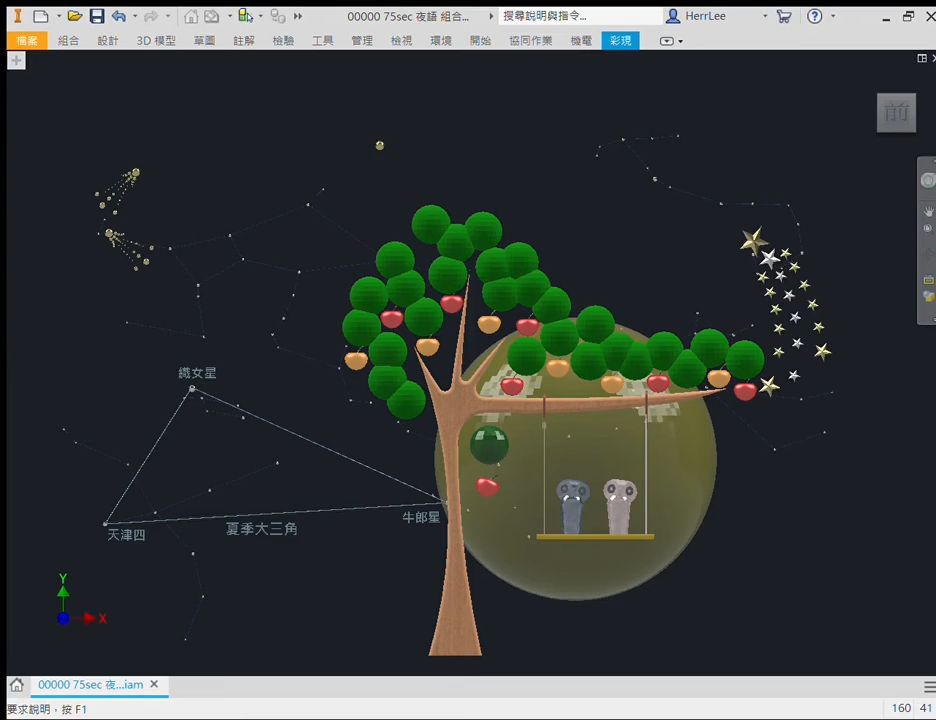 00000 75sec 夜語 組合...
搜尋說明與指令...
HerrLee
檔案 組合 設計 3D 模型 草圖 註解 檢驗 工具 管理 檢視 環境 開始 協同作業 機電 彩現
前
織女星
牛郎星
夏季大三角
天津四
Y
X
00000 75sec 夜...iam
要求說明，按 F1
160 41